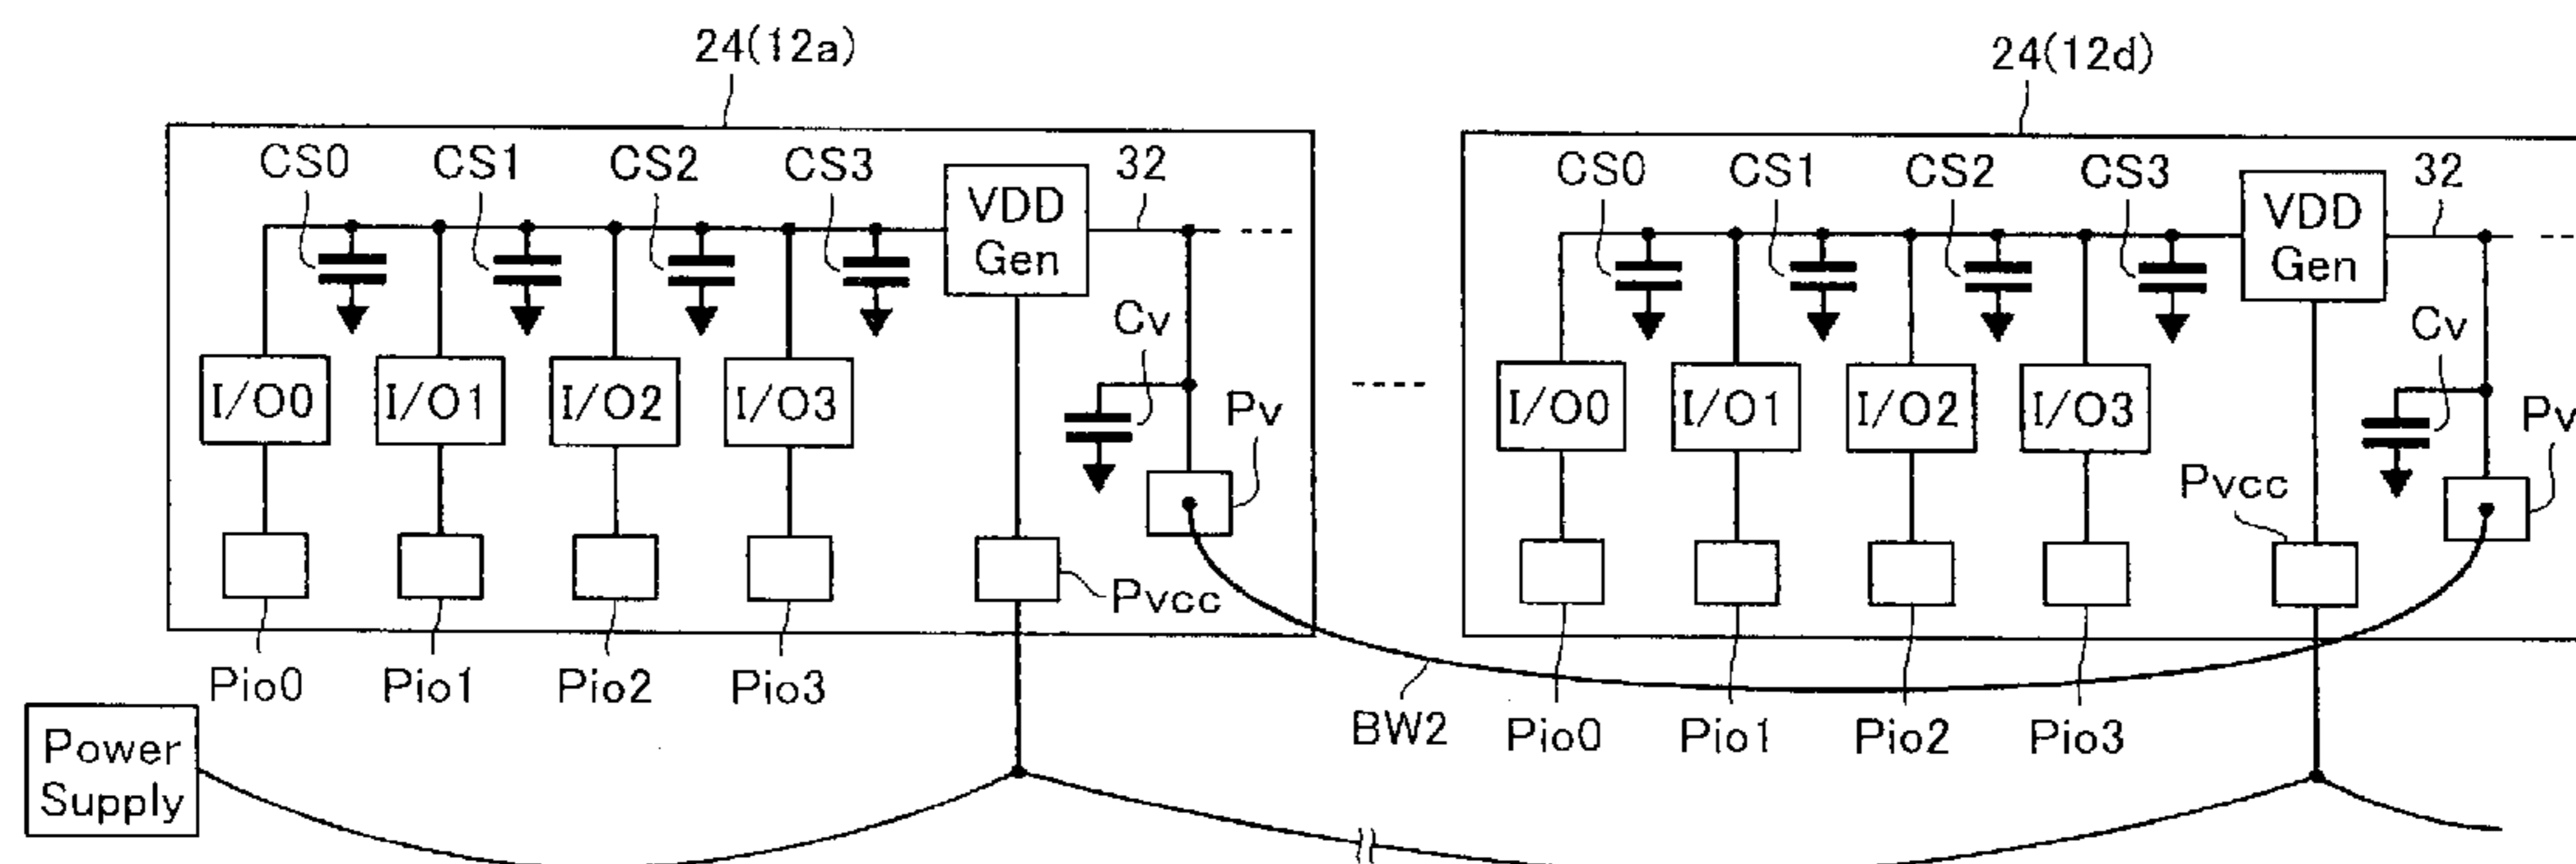 24(12a)
24(12d)
CS0 CS1 CS2 CS3 VDD Gen 32
CS0 CS1 CS2 CS3 VDD Gen 32
Cv
Cv
I/O0 I/O1 I/O2 I/O3 Pv
I/O0 I/O1 I/O2 I/O3 Pv
Pvcc
Pvcc
Pio0 Pio1 Pio2 Pio3
BW2 Pio0 Pio1 Pio2 Pio3
Power
Supply